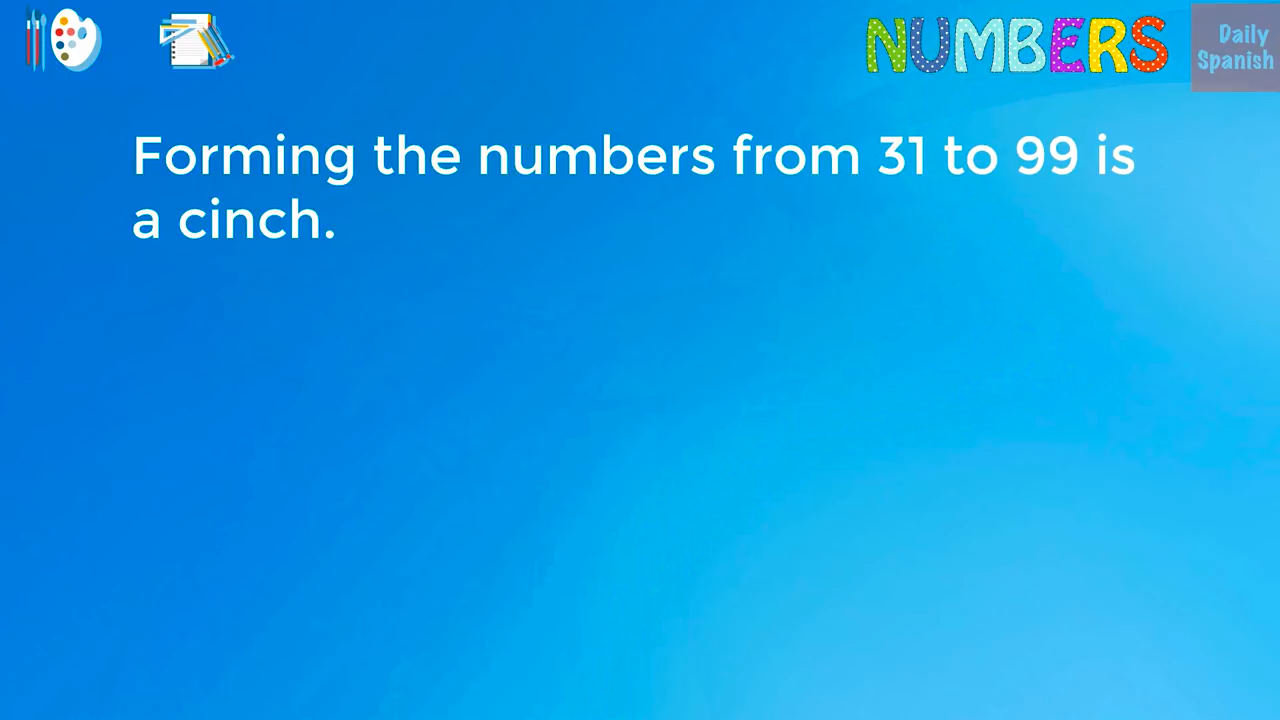 NUMBERS
Daily
Spanish
Forming the numbers from 31 to 99 is
a cinch.